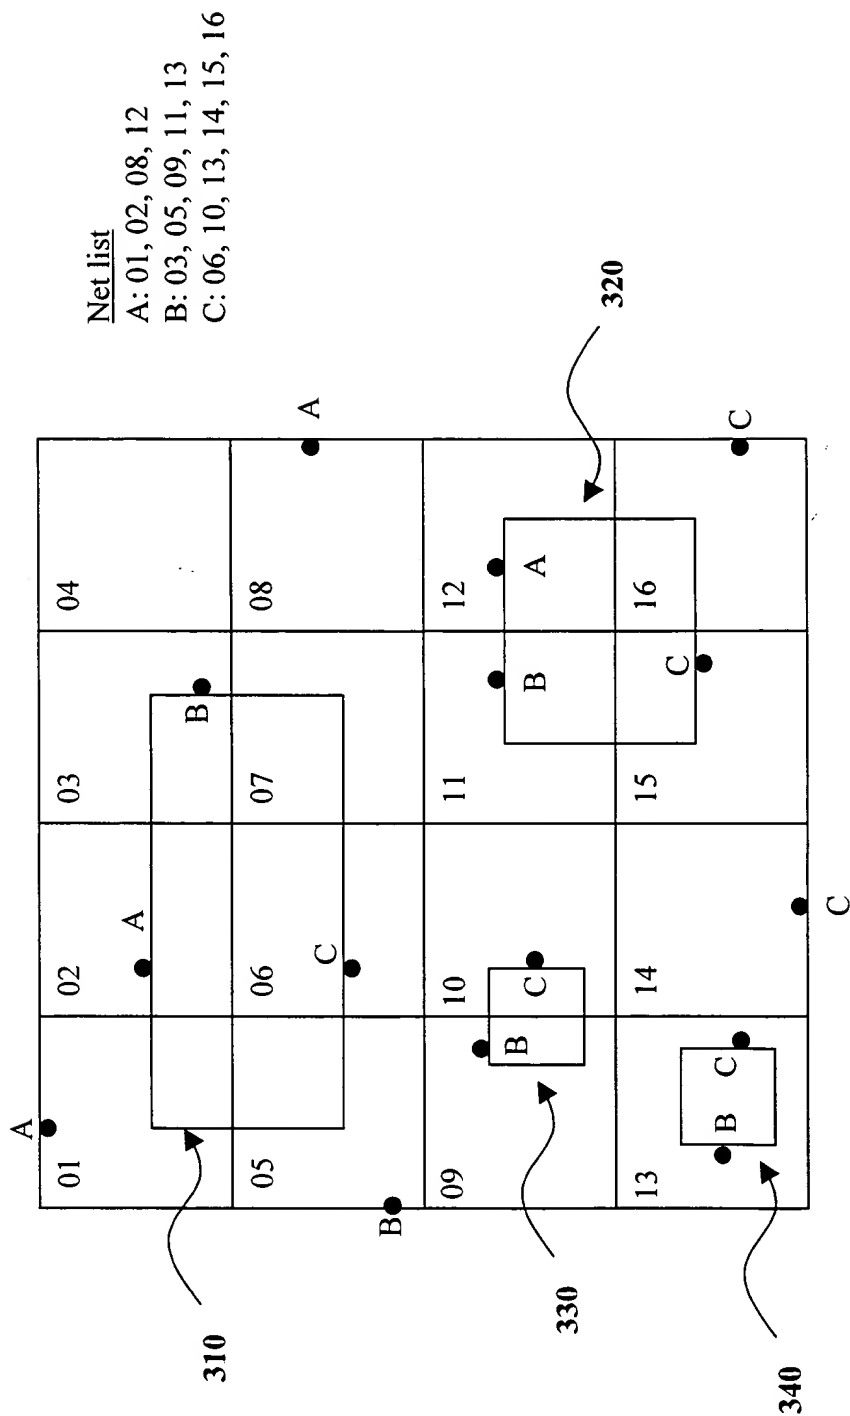 A
01 02 03 04
Net list
A
A: 01, 02, 08, 12
B: 03, 05, 09, 11, 13
B
310
C: 06, 10, 13, 14, 15, 16
05 06 07 08
A
C
B
09 10 11 12
B
C B A
330
320
13 14 15 16
C
B C
C
340
C